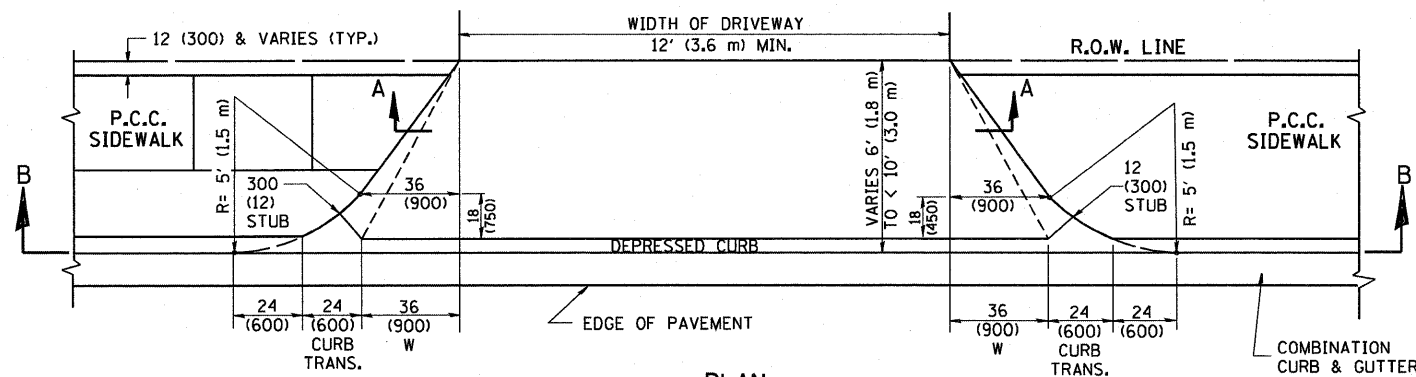 WIDTH OF DRIVEWAY
12' (3.6 m) MIN.
12 (300) & VARIES (TYP.)
R.O.W. LINE
A
A
P.C.C.
SIDEWALK
P.C.C.
SIDEWALK
R= 5' (1.5 m)
VARIES 6' (1.8 m)
TO < 10' (3.0 m)
R= 5' (1.5 m)
B
B
300
(12)
STUB
36
(900)
18
(750)
36
(900)
18
(450)
12
(300)
STUB
DEPRESSED CURB
24
(600)
24
(600)
CURB
TRANS.
36
(900)
W
EDGE OF PAVEMENT
36
(900)
W
24
(600)
CURB
TRANS.
24
(600)
COMBINATION
CURB & GUTTER
PLAN